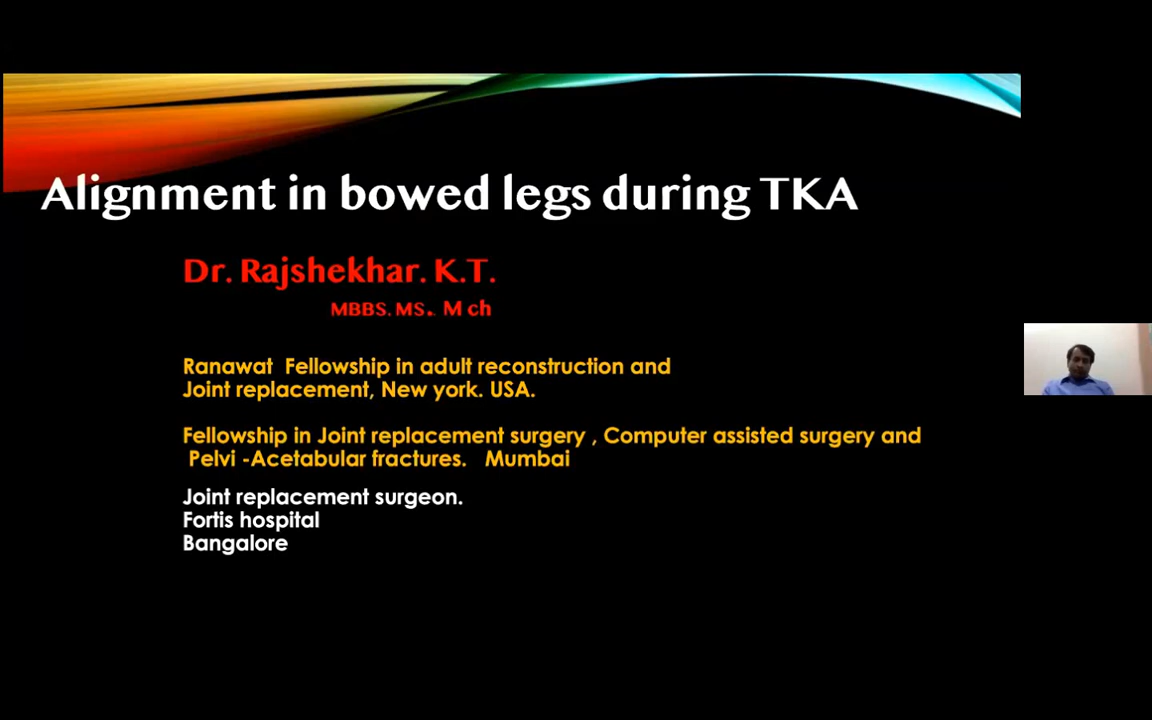 Alignment in bowed legs during TKA
Dr. Rajshekhar. K.T.
MBBS. MS. M ch
Ranawat Fellowship in adult reconstruction and
Joint replacement, New york. USA.
Fellowship in Joint replacement surgery , Computer assisted surgery and
Pelvi -Acetabular fractures. Mumbai
Joint replacement surgeon.
Fortis hospital
Bangalore